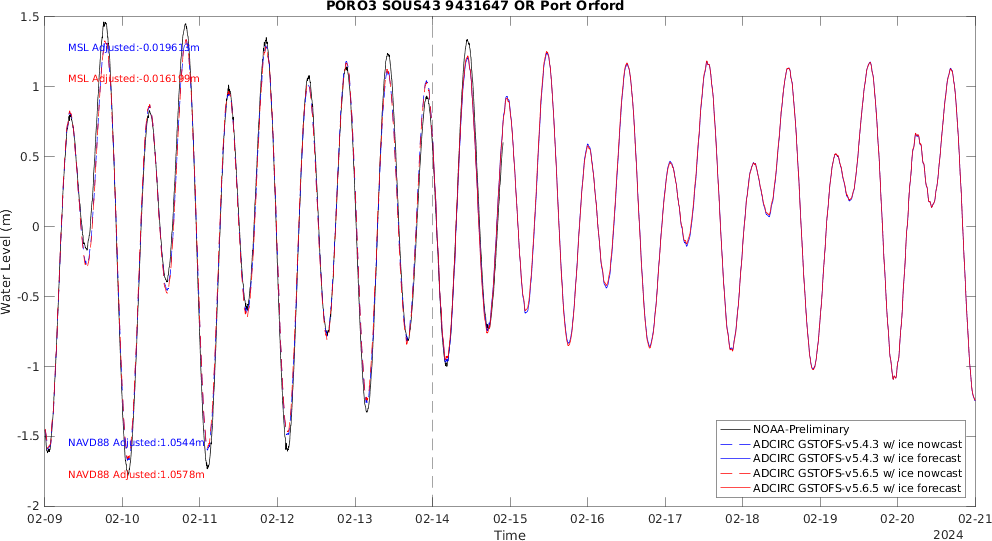 PORO3 SOUS43 9431647 OR Port Orford
1.5
1
0.5
0
-0.5
-1
-1.5
-2
Water Level (m)
MSL Adjusted:-0.019613m
MSL Adjusted:-0.016199m
NAVD88 Adjusted:1.0544m
NAVD88 Adjusted:1.0578m
NOAA-Preliminary
ADCIRC GSTOFS-v5.4.3 w/ ice nowcast
ADCIRC GSTOFS-v5.4.3 w/ ice forecast
ADCIRC GSTOFS-v5.6.5 w/ ice nowcast
ADCIRC GSTOFS-v5.6.5 w/ ice forecast
02-09 02-10 02-11 02-12 02-13 02-14 02-15 02-16 02-17 02-18 02-19 02-20 02-21
Time
2024